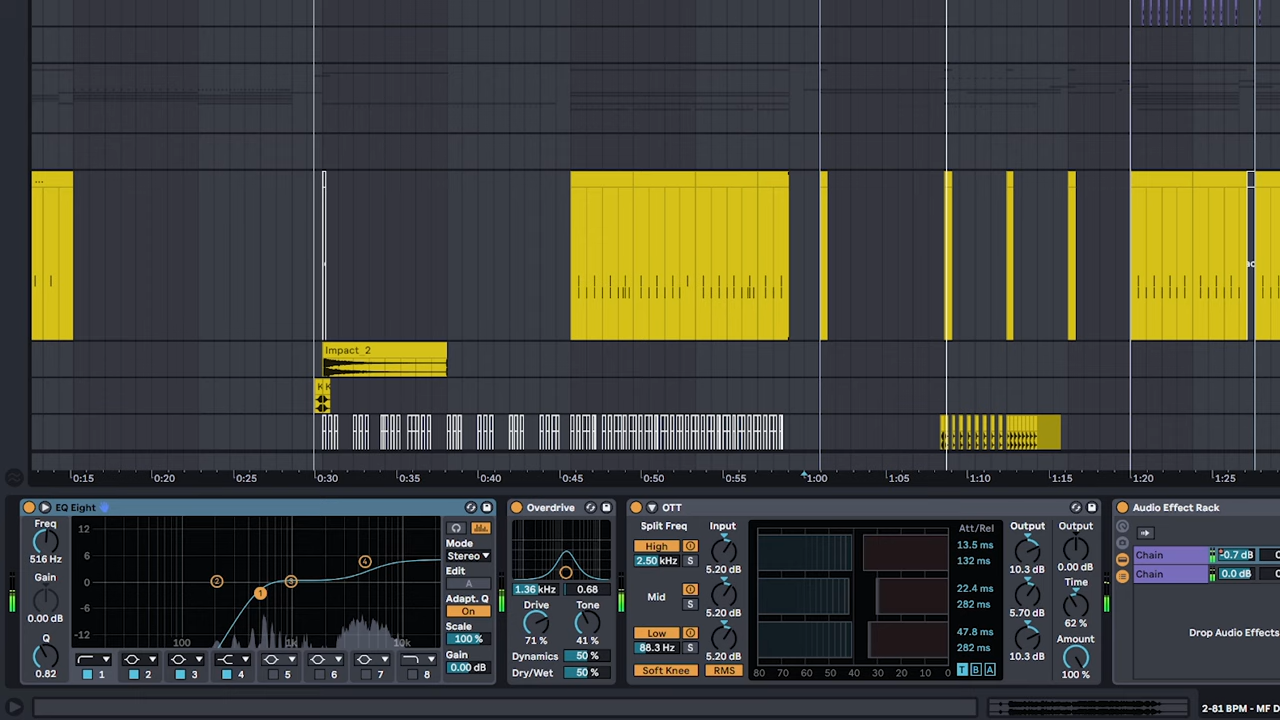 ...
Impact_2
K K
0:15 0:20 0:25 0:30 0:35 0:40 0:45 0:50 0:55 1:00 1:05 1:10 1:15 1:20 1:25
EQ Eight
Freq
516 Hz
Gain
0.00 dB
Q
0.82
12
6
0
-6
-12
100 1k 10k
1 2 3 4
2 3 4 5 6 7 8
Mode
Stereo
A
Adapt. Q
On
Scale
100 %
Gain
0.00 dB
Overdrive
1.36 kHz 0.68
Drive Tone
71 % 41 %
Dynamics 50 %
Dry/Wet 50 %
OTT
Split Freq Input
High
2.50 kHz S 5.20 dB
Mid
S 5.20 dB
Low
88.3 Hz S 5.20 dB
Soft Knee RMS
80 60 40 30 20 10 0
Att/Rel
13.5 ms
132 ms
22.4 ms
282 ms
47.8 ms
282 ms
T B A
Output
10.3 dB
5.70 dB
10.3 dB
Output
0.00 dB
Time
62 %
Amount
100 %
Audio Effect Rack
Chain -0.7 dB
Chain 0.0 dB
Drop Audio Effects
2-81 BPM - MF D